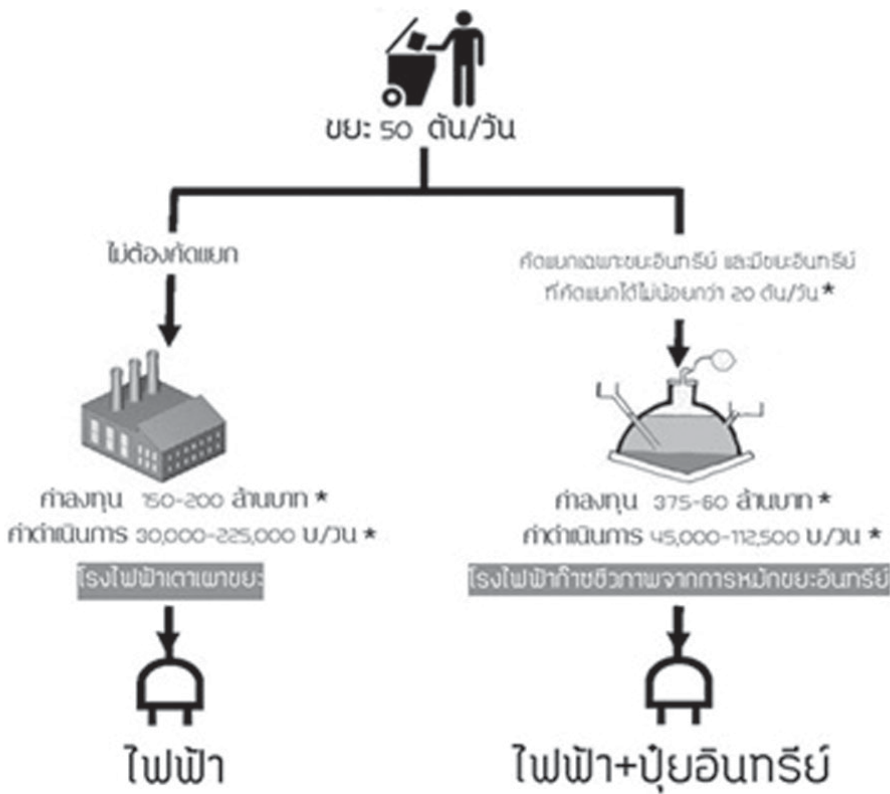 ขยะ 50 ตัน/วัน
ไม่ต้องคัดแยก
คัดแยกเฉพาะขยะอินทรีย์ และมีขยะอินทรีย์
ที่คัดแยกได้ไม่น้อยกว่า 20 ตัน/วัน *
ค่าลงทุน 150-200 ล้านบาท *
ค่าดำเนินการ 30,000-225,000 บ/วัน *
โรงไฟฟ้าเตาเผาขยะ
ค่าลงทุน 375-60 ล้านบาท *
ค่าดำเนินการ 45,000-112,500 บ/วัน *
โรงไฟฟ้าก๊าซชีวภาพจากการหมักขยะอินทรีย์
ไฟฟ้า
ไฟฟ้า+ปุ๋ยอินทรีย์